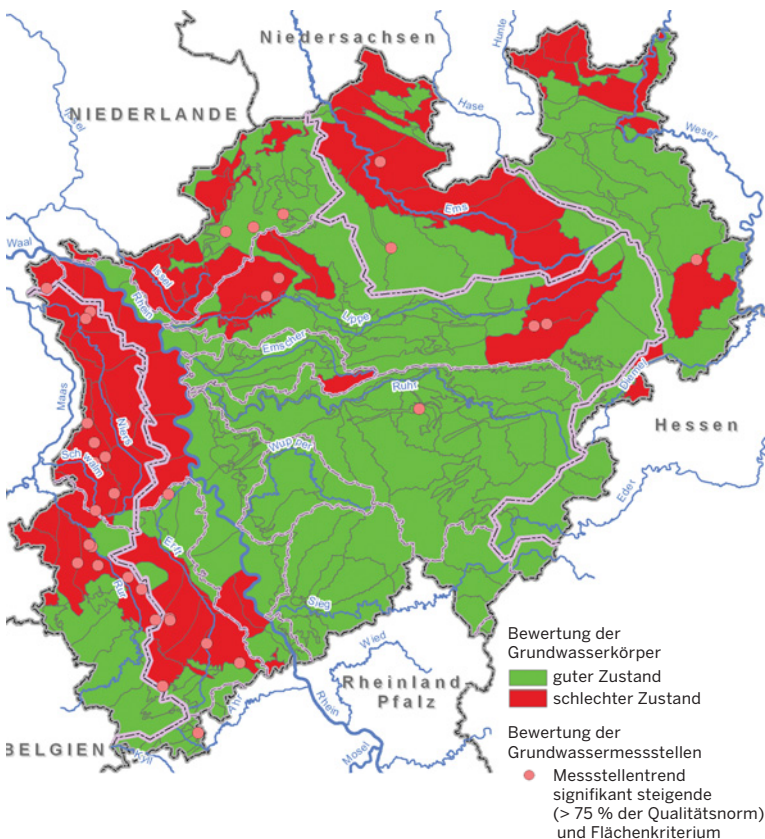 Niedersachsen
Hunte
NIEDERLANDE
IJssel
Hase
Weser
Ems
Waal
Issel
Rhein
Lippe
Emscher
Ruhr
Diemel
Maas
Niers
Hessen
Schwalm
Wupper
Eder
Erft
Rur
Sieg
Wied
Rheinland
Pfalz
Rhein
Ahr
BELGIEN
Kyll
Mosel
Bewertung der
Grundwasserkörper
guter Zustand
schlechter Zustand
Bewertung der
Grundwassermessstellen
Messstellentrend
signifikant steigende
(> 75 % der Qualitätsnorm)
und Flächenkriterium